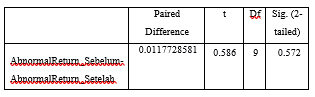 Paired Difference
t
Df
Sig. (2-tailed)
AbnormalReturn_Sebelum-
AbnormalReturn_Setelah
0.0117728581
0.586
9
0.572